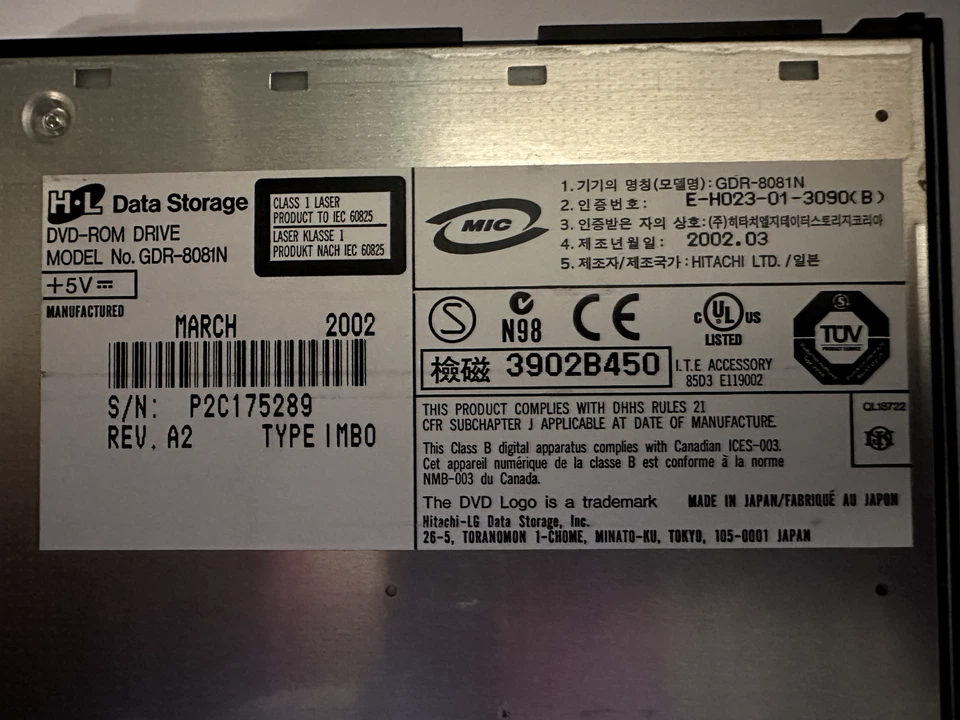 H·L Data Storage
DVD-ROM DRIVE
MODEL No. GDR-8081N
+5V
MANUFACTURED
MARCH 2002
S/N: P2C175289
REV. A2 TYPE IMB0
CLASS 1 LASER
PRODUCT TO IEC 60825
LASER KLASSE 1
PRODUKT NACH IEC 60825
MIC
1. 기기의 명칭(모델명): GDR-8081N
2. 인증번호: E-H023-01-3090(B)
3. 인증받은 자의 상호: (주)히타치엘지데이터스토리지코리아
4. 제조년월일: 2002.03
5. 제조자/제조국가: HITACHI LTD. /일본
S
N98
CE
c UL US
LISTED
檢磁 3902B450
I.T.E ACCESSORY
85D3 E119002
TÜV
PRODUCT SERVICE
THIS PRODUCT COMPLIES WITH DHHS RULES 21
CFR SUBCHAPTER J APPLICABLE AT DATE OF MANUFACTURE.
This Class B digital apparatus complies with Canadian ICES-003.
Cet appareil numérique de la classe B est conforme à la norme
NMB-003 du Canada.
The DVD Logo is a trademark
MADE IN JAPAN/FABRIQUÉ AU JAPON
Hitachi-LG Data Storage, Inc.
26-5, TORANOMON 1-CHOME, MINATO-KU, TOKYO, 105-0001 JAPAN